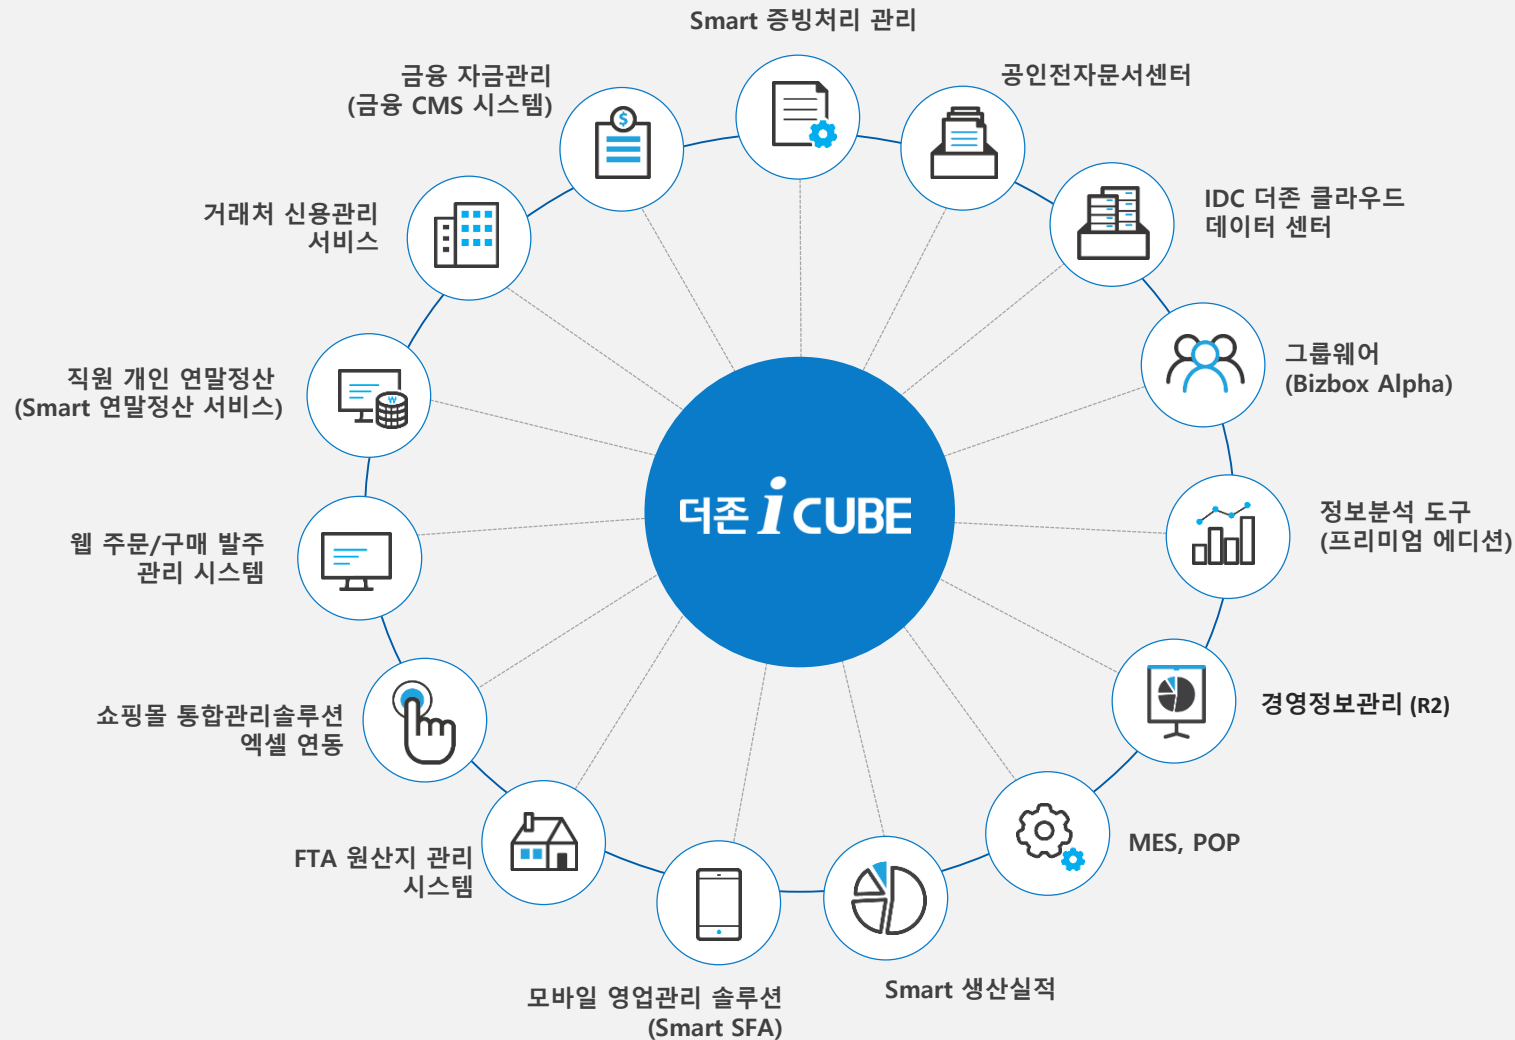 Smart 증빙처리 관리
금융 자금관리
(금융 CMS 시스템)
공인전자문서센터
거래처 신용관리
서비스
IDC 더존 클라우드
데이터 센터
직원 개인 연말정산
(Smart 연말정산 서비스)
그룹웨어
(Bizbox Alpha)
더존 iCUBE
웹 주문/구매 발주
관리 시스템
정보분석 도구
(프리미엄 에디션)
쇼핑몰 통합관리솔루션
엑셀 연동
경영정보관리 (R2)
FTA 원산지 관리
시스템
MES, POP
모바일 영업관리 솔루션
(Smart SFA)
Smart 생산실적
$
₩